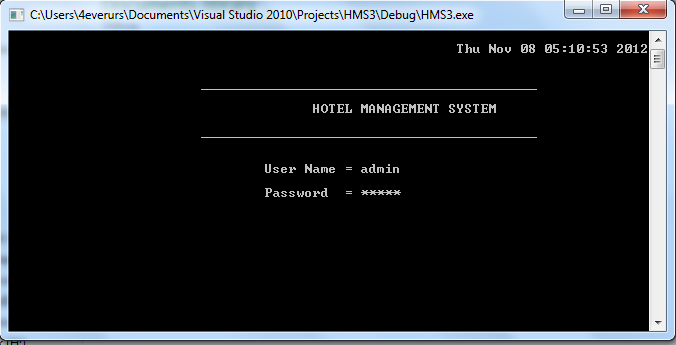 C:\Users\4everurs\Documents\Visual Studio 2010\Projects\HMS3\Debug\HMS3.exe
Thu Nov 08 05:10:53 2012
HOTEL MANAGEMENT SYSTEM
User Name = admin
Password = *****